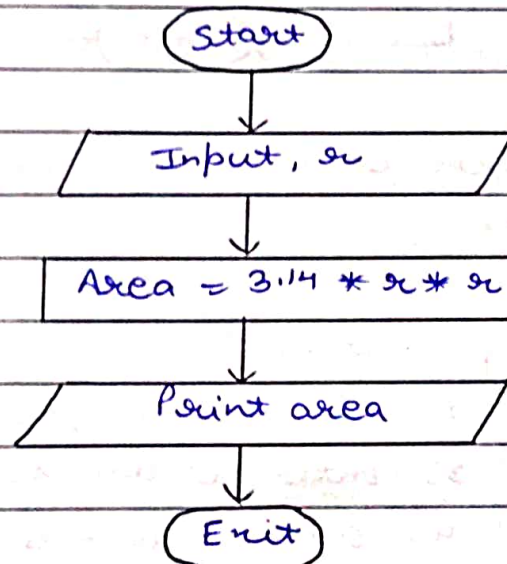 Start
Input, r
Area = 3.14 * r * r
Print area
Exit